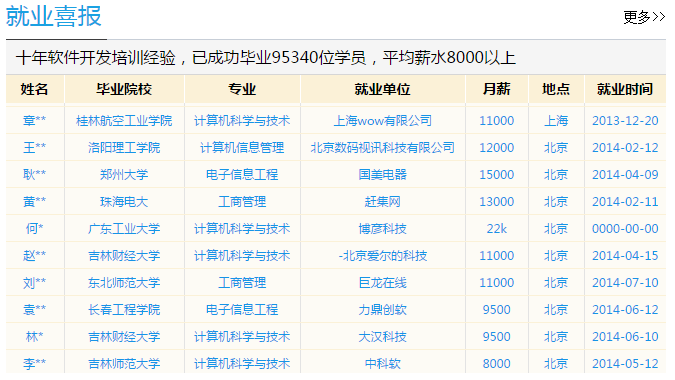 就业喜报
更多>>
十年软件开发培训经验，已成功毕业95340位学员，平均薪水8000以上
姓名 毕业院校 专业 就业单位 月薪 地点 就业时间
章** 桂林航空工业学院 计算机科学与技术 上海wow有限公司 11000 上海 2013-12-20
王** 洛阳理工学院 计算机信息管理 北京数码视讯科技有限公司 12000 北京 2014-02-12
耿** 郑州大学 电子信息工程 国美电器 15000 北京 2014-04-09
黄** 珠海电大 工商管理 赶集网 13000 北京 2014-02-11
何* 广东工业大学 计算机科学与技术 博彦科技 22k 北京 0000-00-00
赵** 吉林财经大学 计算机科学与技术 -北京爱尔的科技 11000 北京 2014-04-15
刘** 东北师范大学 工商管理 巨龙在线 11000 北京 2014-07-10
袁** 长春工程学院 电子信息工程 力鼎创软 9500 北京 2014-06-12
林* 吉林财经大学 计算机科学与技术 大汉科技 9500 北京 2014-06-10
李** 吉林师范大学 计算机科学与技术 中科软 8000 北京 2014-05-12